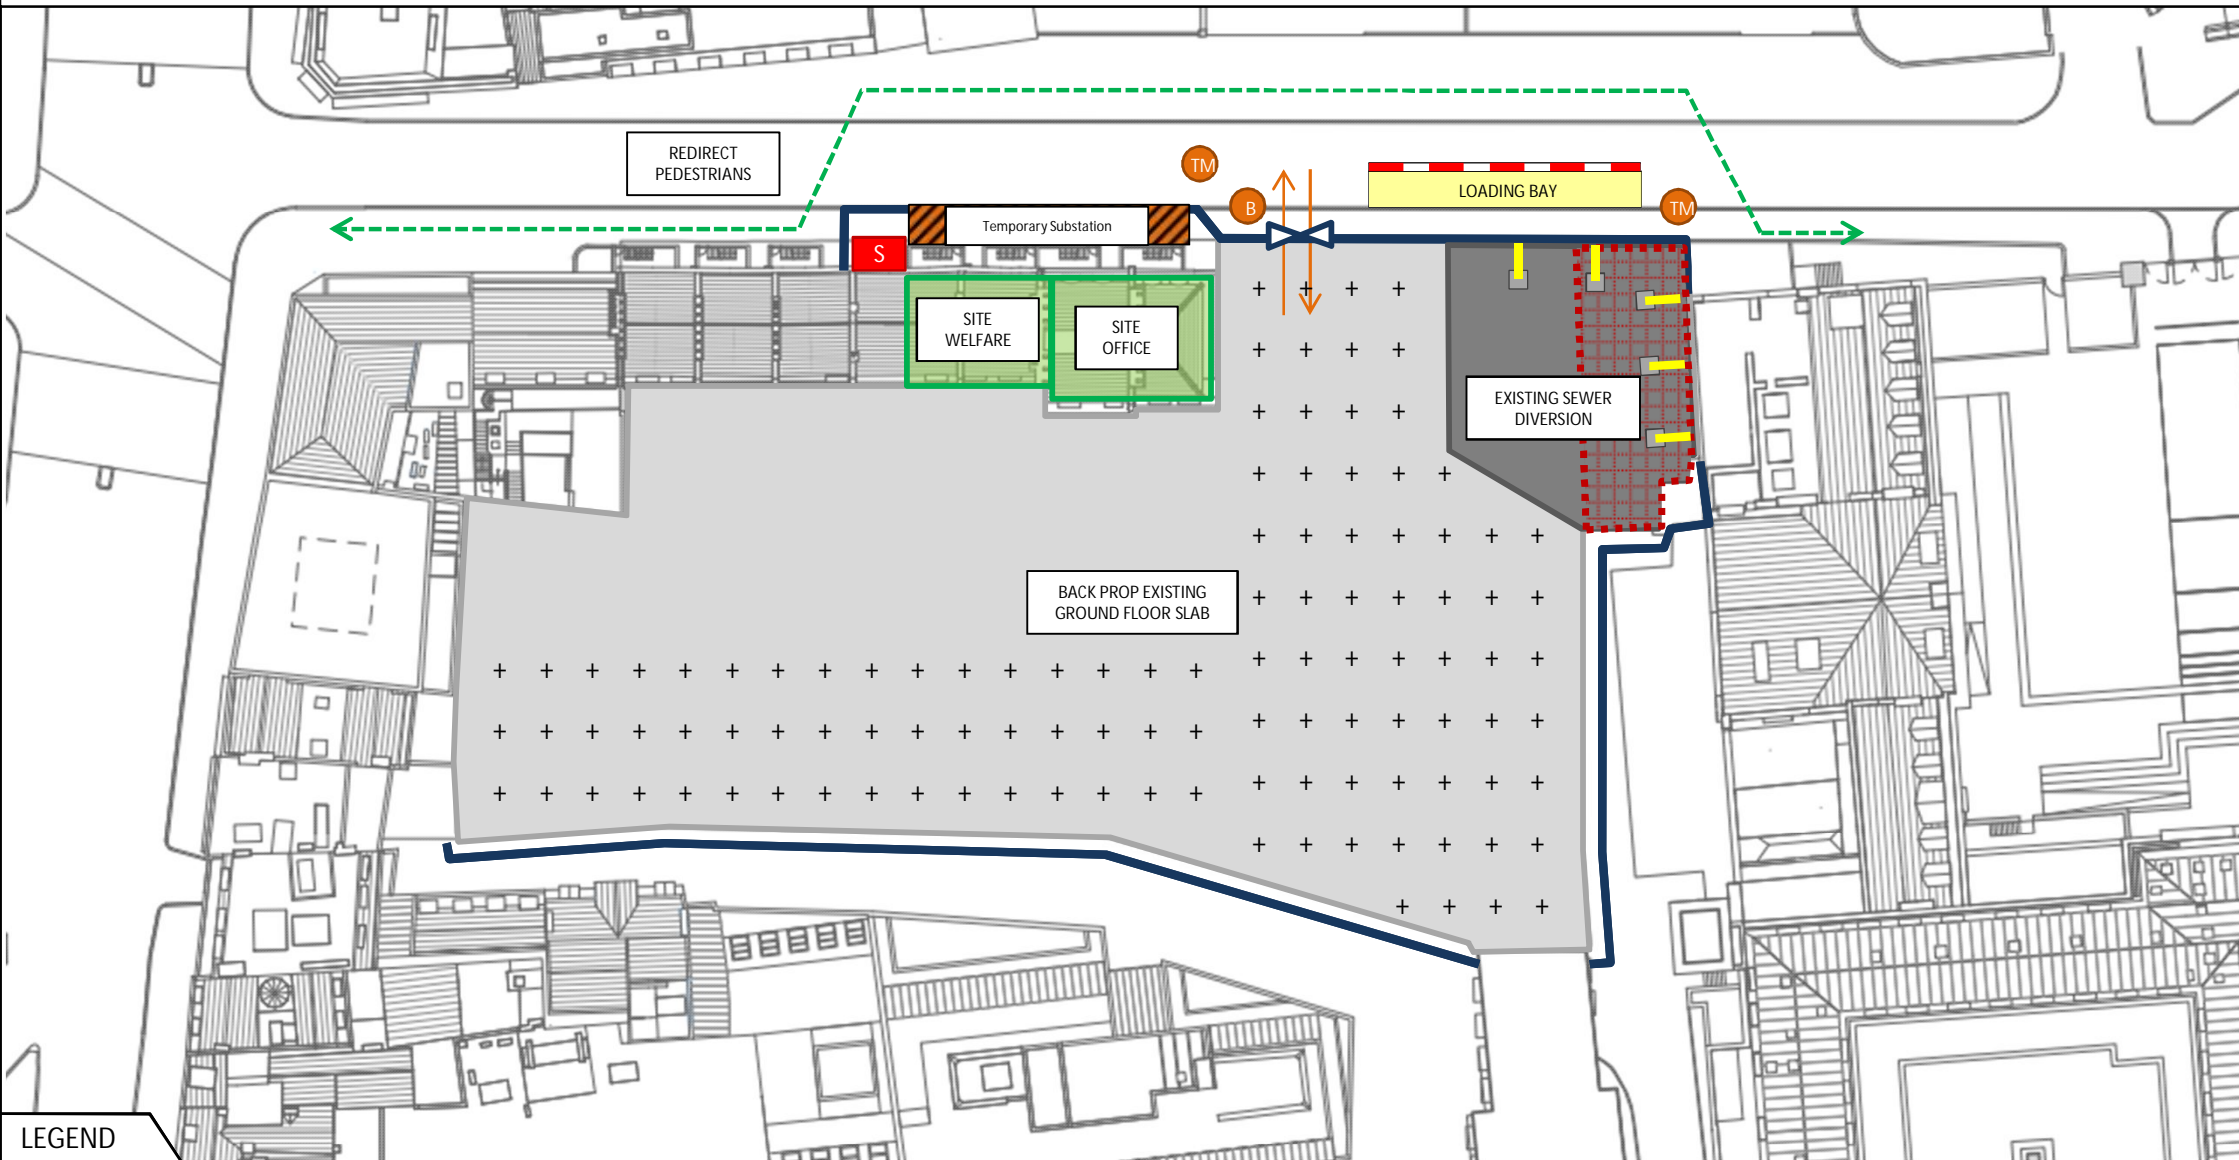 REDIRECT
PEDESTRIANS
TM
B
LOADING BAY
TM
Temporary Substation
S
SITE
WELFARE
SITE
OFFICE
EXISTING SEWER
DIVERSION
BACK PROP EXISTING
GROUND FLOOR SLAB
LEGEND